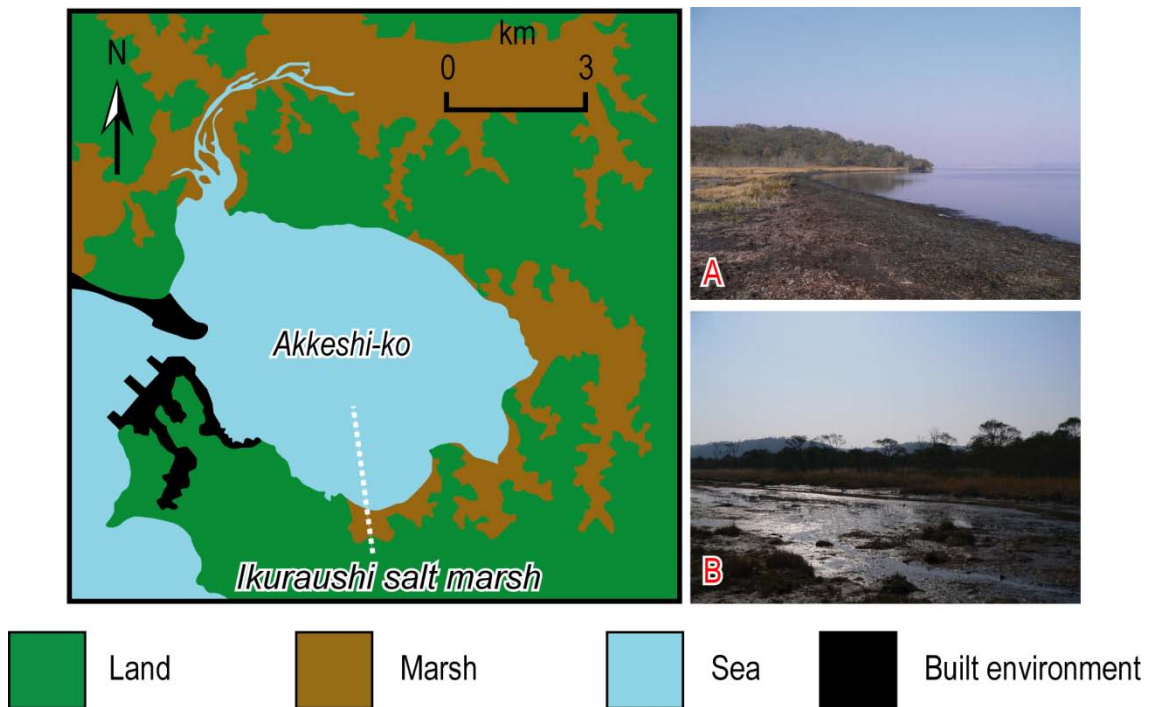 N
km
0 3
Akkeshi-ko
Ikuraushi salt marsh
A
B
Land
Marsh
Sea
Built environment